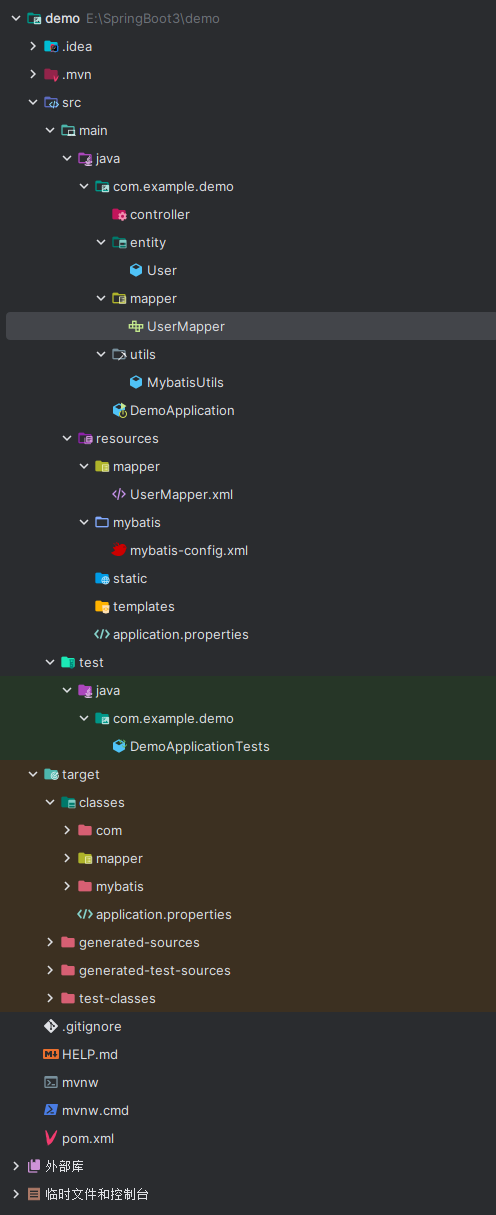 demo E:\SpringBoot3\demo
.idea
.mvn
src
main
java
com.example.demo
controller
entity
User
mapper
UserMapper
utils
MybatisUtils
DemoApplication
resources
mapper
UserMapper.xml
mybatis
mybatis-config.xml
static
templates
application.properties
test
java
com.example.demo
DemoApplicationTests
target
classes
com
mapper
mybatis
application.properties
generated-sources
generated-test-sources
test-classes
.gitignore
HELP.md
mvnw
mvnw.cmd
pom.xml
外部库
临时文件和控制台